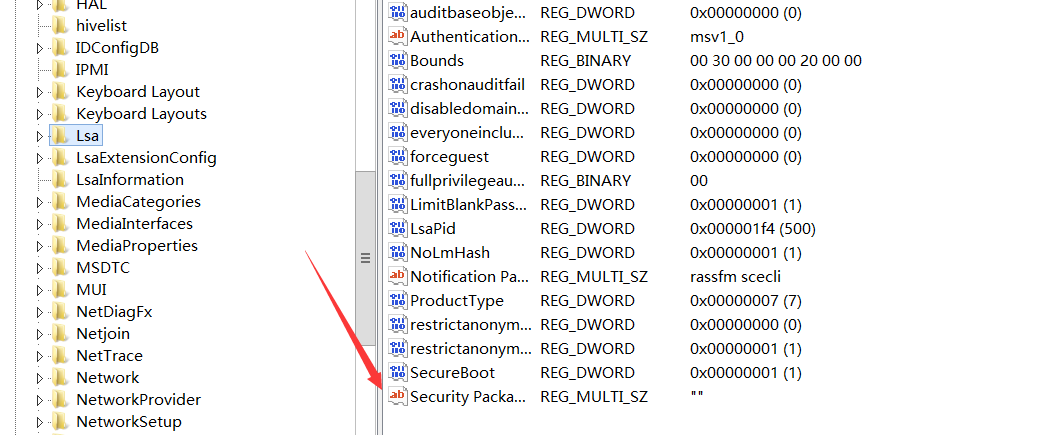 HAL
hivelist
IDConfigDB
IPMI
Keyboard Layout
Keyboard Layouts
Lsa
LsaExtensionConfig
LsaInformation
MediaCategories
MediaInterfaces
MediaProperties
MSDTC
MUI
NetDiagFx
Netjoin
NetTrace
Network
NetworkProvider
NetworkSetup
auditbaseobje... REG_DWORD 0x00000000 (0)
Authentication... REG_MULTI_SZ msv1_0
Bounds REG_BINARY 00 30 00 00 00 20 00 00
crashonauditfail REG_DWORD 0x00000000 (0)
disabledomain... REG_DWORD 0x00000000 (0)
everyoneinclu... REG_DWORD 0x00000000 (0)
forceguest REG_DWORD 0x00000000 (0)
fullprivilegeau... REG_BINARY 00
LimitBlankPass... REG_DWORD 0x00000001 (1)
LsaPid REG_DWORD 0x000001f4 (500)
NoLmHash REG_DWORD 0x00000001 (1)
Notification Pa... REG_MULTI_SZ rassfm scecli
ProductType REG_DWORD 0x00000007 (7)
restrictanonym... REG_DWORD 0x00000000 (0)
restrictanonym... REG_DWORD 0x00000001 (1)
SecureBoot REG_DWORD 0x00000001 (1)
Security Packa... REG_MULTI_SZ ""